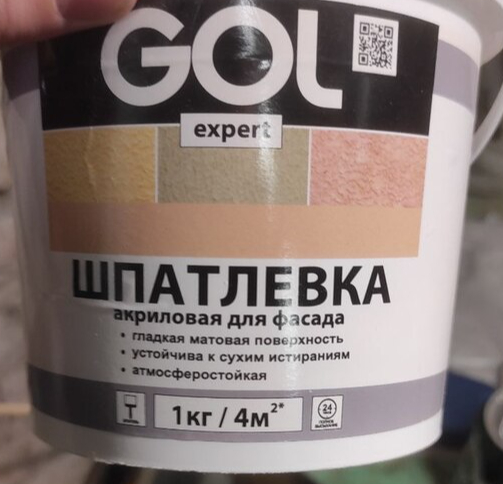 GOL
expert
ШПАТЛЕВКА
акриловая для фасада
• гладкая матовая поверхность
• устойчива к сухим истираниям
• атмосферостойкая
1кг / 4м²*
24